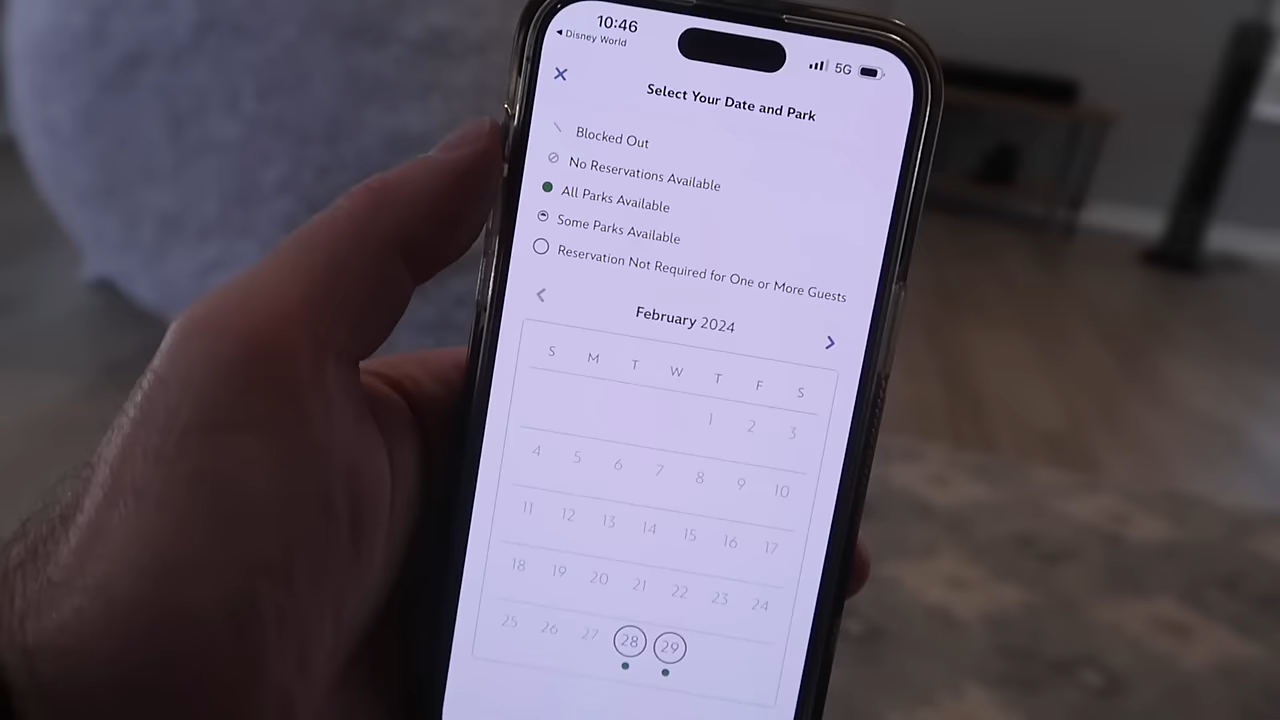 10:46
◀ Disney World
5G
Select Your Date and Park
Blocked Out
No Reservations Available
All Parks Available
Some Parks Available
Reservation Not Required for One or More Guests
February 2024
S M T W T F S
1 2 3
4 5 6 7 8 9 10
11 12 13 14 15 16 17
18 19 20 21 22 23 24
25 26 27 28 29